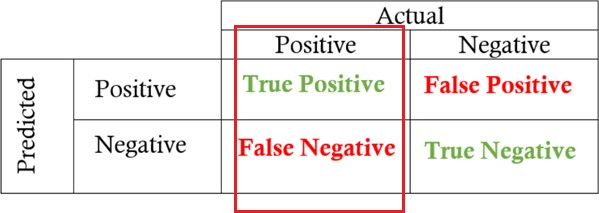 Actual
Positive Negative
Predicted
Positive True Positive False Positive
Negative False Negative True Negative